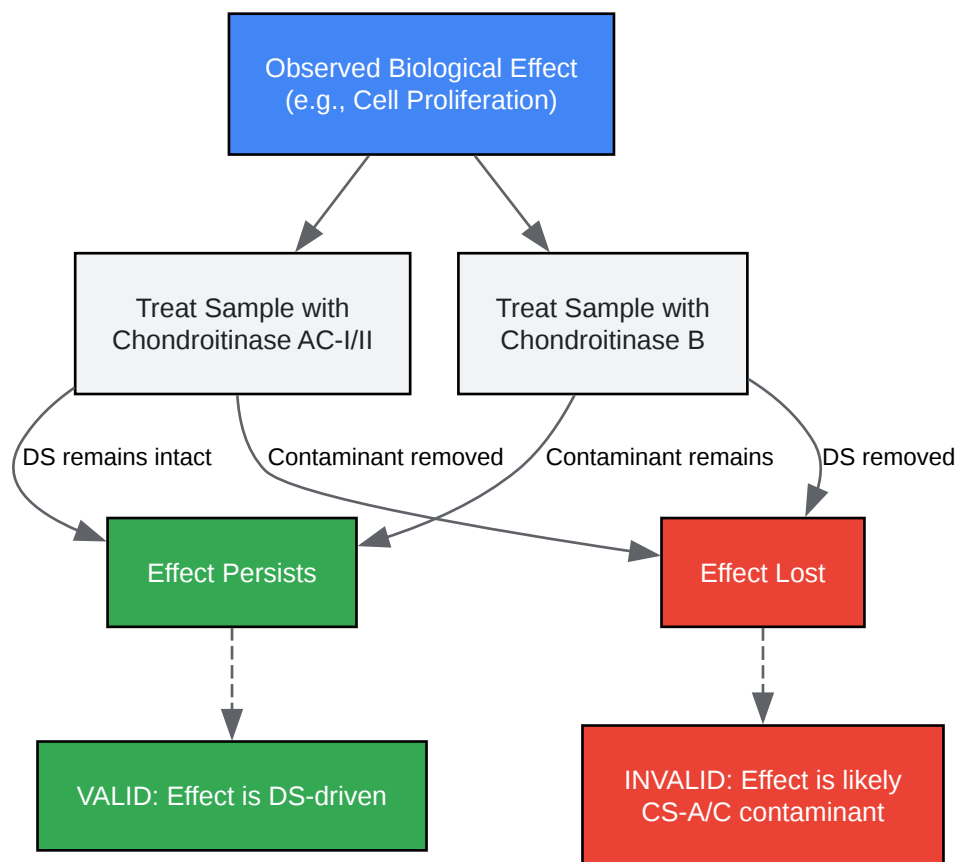 Observed Biological Effect
(e.g., Cell Proliferation)
Treat Sample with
Chondroitinase AC-I/II
Treat Sample with
Chondroitinase B
DS remains intact
Contaminant removed
Contaminant remains
DS removed
Effect Persists
Effect Lost
VALID: Effect is DS-driven
INVALID: Effect is likely
CS-A/C contaminant